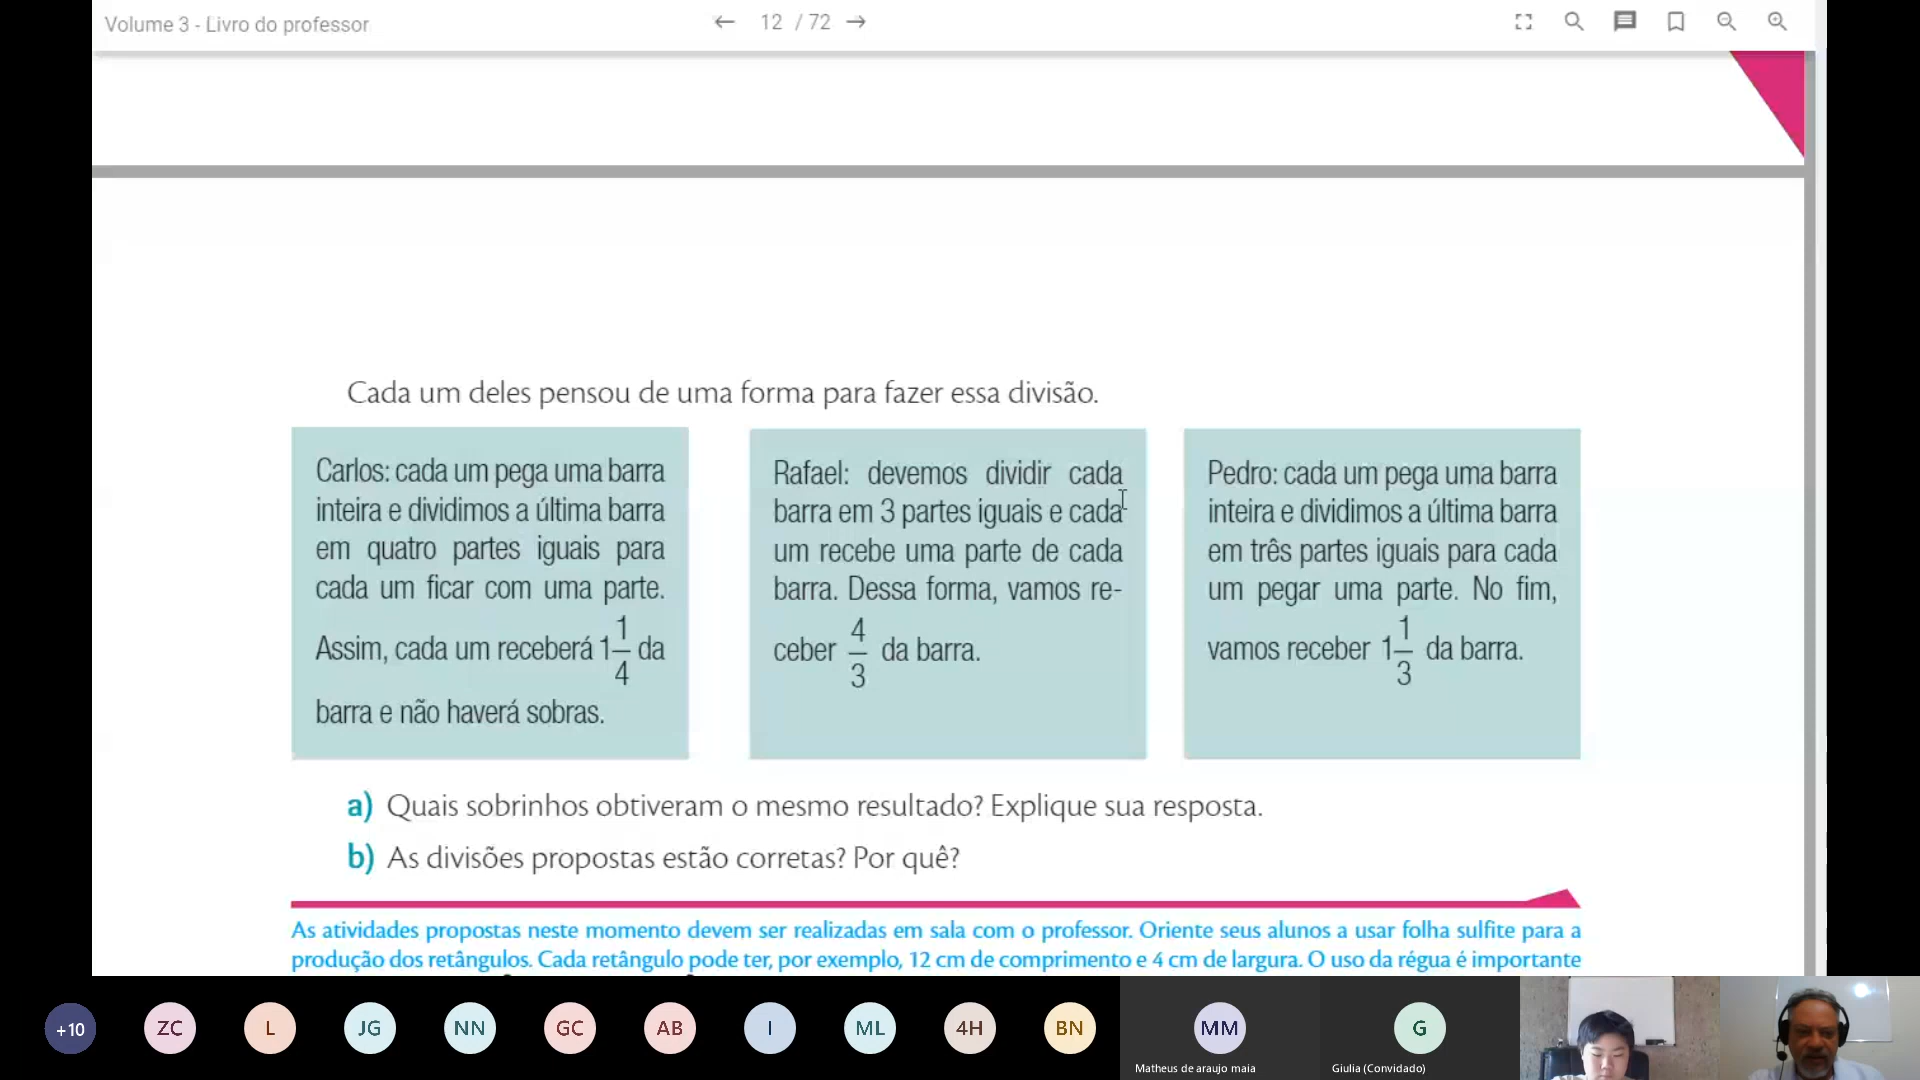 Volume 3 - Livro do professor
12 / 72
Cada um deles pensou de uma forma para fazer essa divisão.
Carlos: cada um pega uma barra
inteira e dividimos a última barra
em quatro partes iguais para
cada um ficar com uma parte.
Assim, cada um receberá 1 1/4 da
barra e não haverá sobras.
Rafael: devemos dividir cada
barra em 3 partes iguais e cada
um recebe uma parte de cada
barra. Dessa forma, vamos re-
ceber 4/3 da barra.
Pedro: cada um pega uma barra
inteira e dividimos a última barra
em três partes iguais para cada
um pegar uma parte. No fim,
vamos receber 1 1/3 da barra.
a) Quais sobrinhos obtiveram o mesmo resultado? Explique sua resposta.
b) As divisões propostas estão corretas? Por quê?
As atividades propostas neste momento devem ser realizadas em sala com o professor. Oriente seus alunos a usar folha sulfite para a
produção dos retângulos. Cada retângulo pode ter, por exemplo, 12 cm de comprimento e 4 cm de largura. O uso da régua é importante
+10 ZC L JG NN GC AB I ML 4H BN MM G
Matheus de araujo maia
Giulia (Convidado)